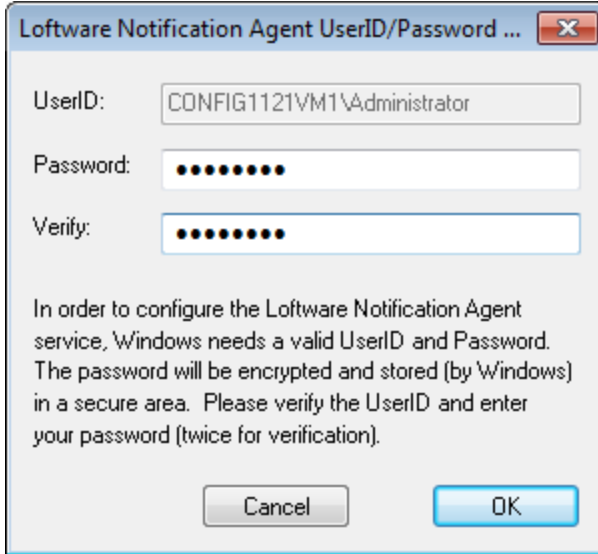 Loftware Notification Agent UserID/Password ...
UserID: CONFIG1121VM1\Administrator
Password: ●●●●●●●●
Verify: ●●●●●●●●
In order to configure the Loftware Notification Agent
service, Windows needs a valid UserID and Password.
The password will be encrypted and stored (by Windows)
in a secure area.  Please verify the UserID and enter
your password (twice for verification).
Cancel OK